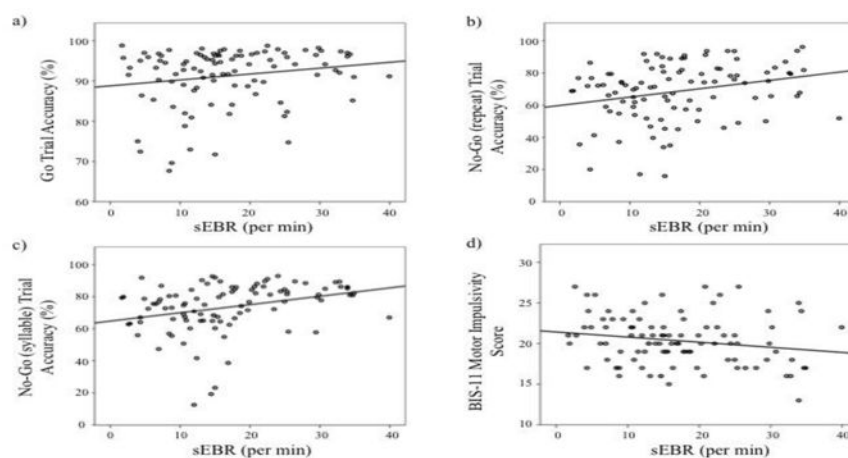 a)
100
90
80
70
60
Go Trial Accuracy (%)
0 10 20 30 40
sEBR (per min)
b)
100
80
60
40
20
0
No-Go (repeat) Trial
Accuracy (%)
0 10 20 30 40
sEBR (per min)
c)
100
80
60
40
20
0
No-Go (syllable) Trial
Accuracy (%)
0 10 20 30 40
sEBR (per min)
d)
30
25
20
15
10
BIS-11 Motor Impulsivity
Score
0 10 20 30 40
sEBR (per min)